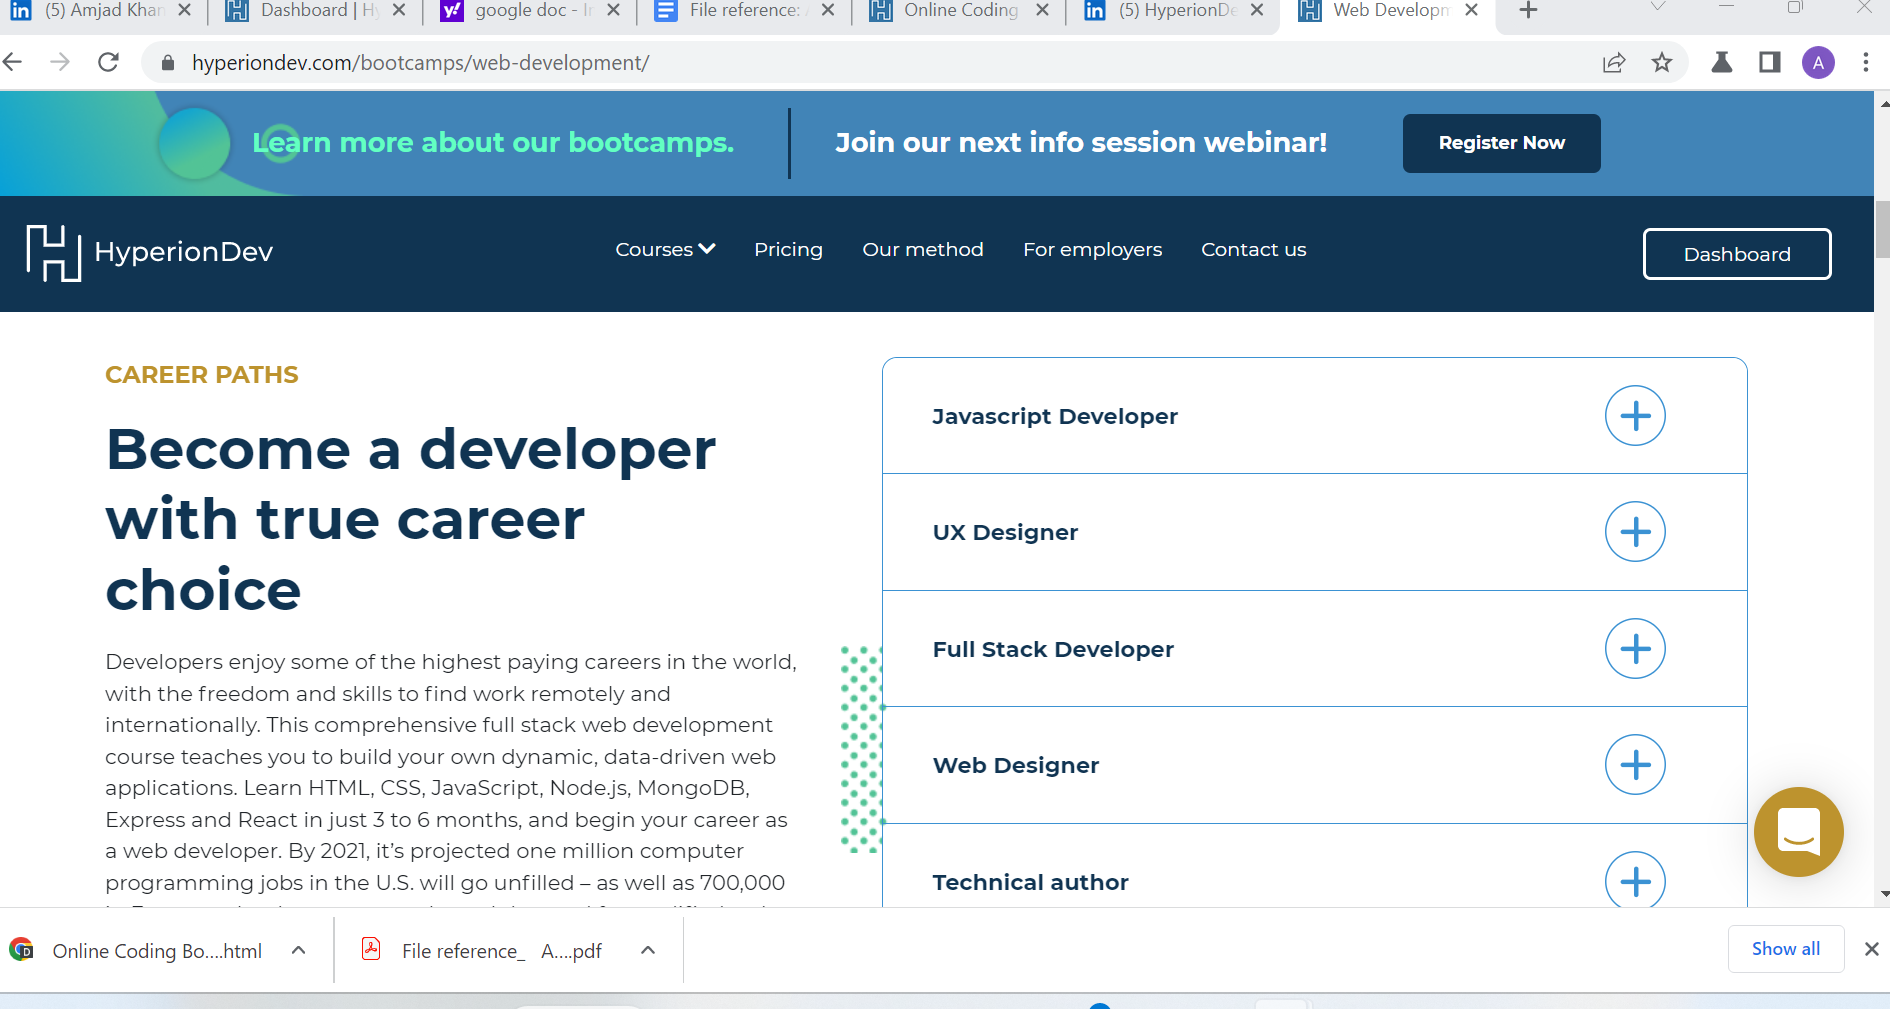 (5) Amjad Khan
Dashboard | Hy
google doc - In
File reference:
Online Coding
(5) HyperionDe
Web Developm
hyperiondev.com/bootcamps/web-development/
A
Learn more about our bootcamps.
Join our next info session webinar!
Register Now
HyperionDev
Courses
Pricing
Our method
For employers
Contact us
Dashboard
CAREER PATHS
Become a developer
with true career
choice
Developers enjoy some of the highest paying careers in the world,
with the freedom and skills to find work remotely and
internationally. This comprehensive full stack web development
course teaches you to build your own dynamic, data-driven web
applications. Learn HTML, CSS, JavaScript, Node.js, MongoDB,
Express and React in just 3 to 6 months, and begin your career as
a web developer. By 2021, it’s projected one million computer
programming jobs in the U.S. will go unfilled – as well as 700,000
Javascript Developer
UX Designer
Full Stack Developer
Web Designer
Technical author
Online Coding Bo....html
File reference_ A....pdf
Show all